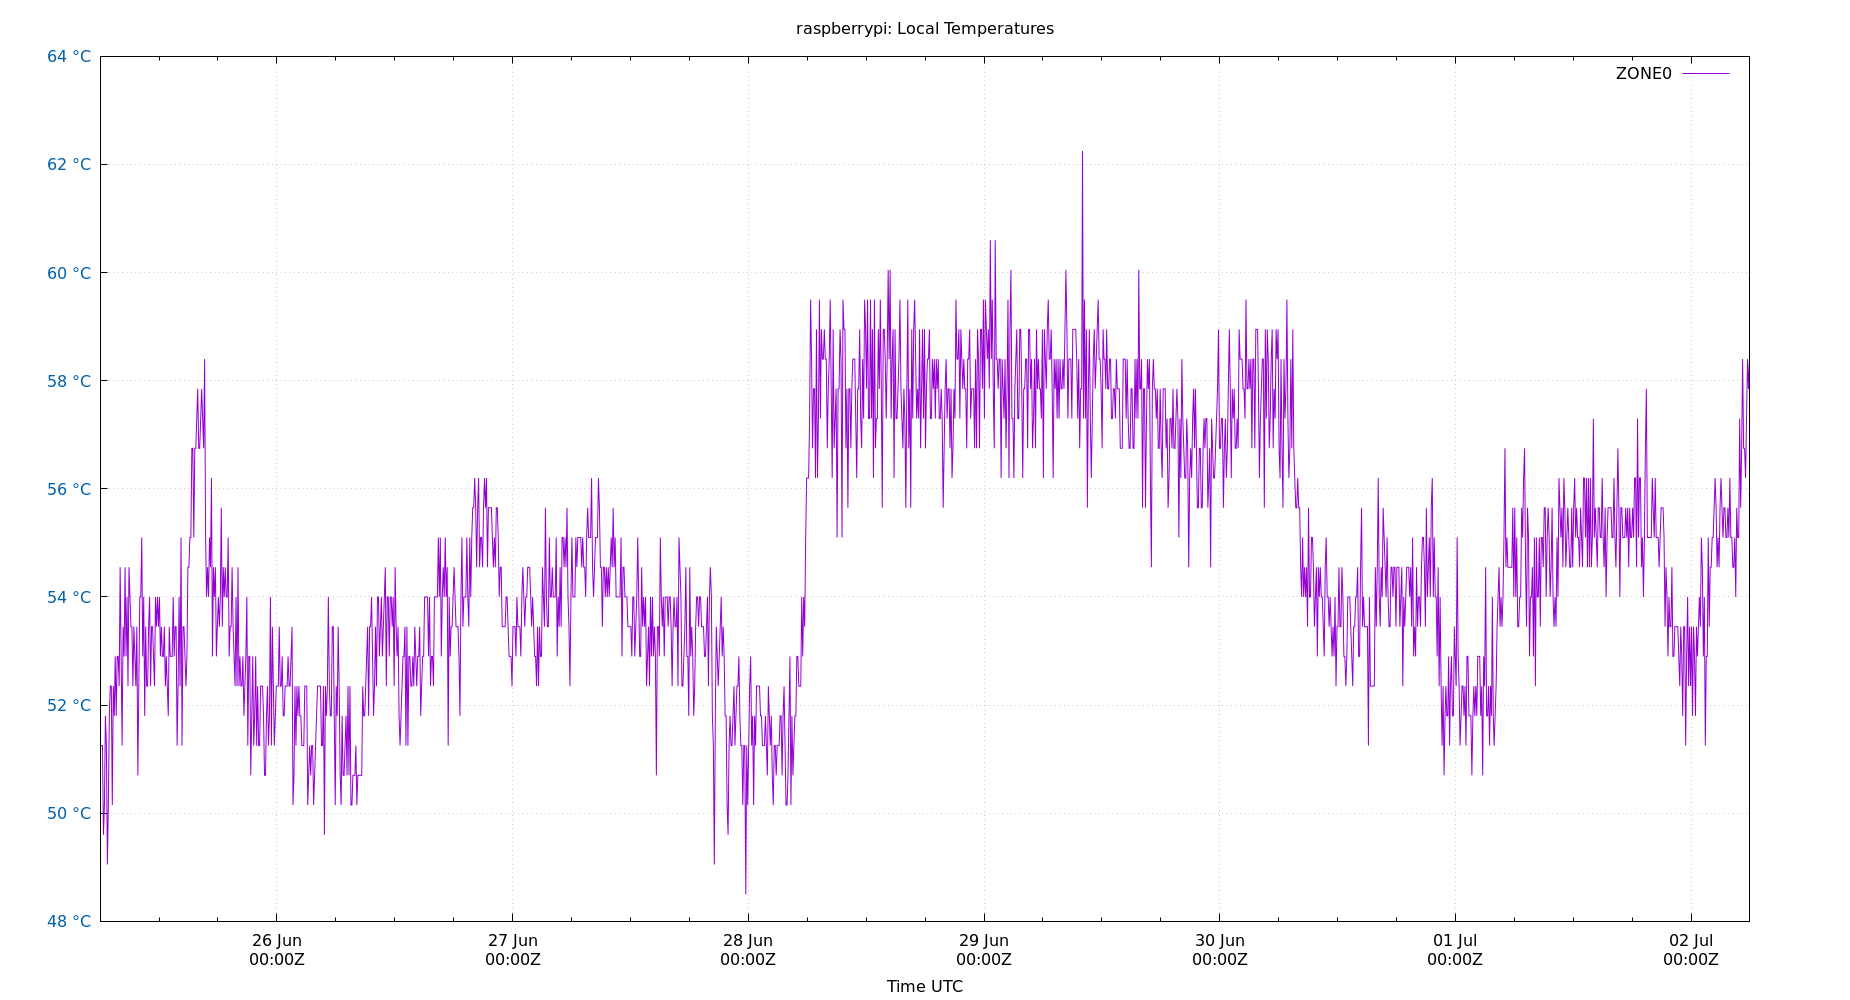 raspberrypi: Local Temperatures
64 °C
ZONE0
62 °C
60 °C
58 °C
56 °C
54 °C
52 °C
50 °C
48 °C
26 Jun 27 Jun 28 Jun 29 Jun 30 Jun 01 Jul 02 Jul
00:00Z 00:00Z 00:00Z 00:00Z 00:00Z 00:00Z 00:00Z
Time UTC